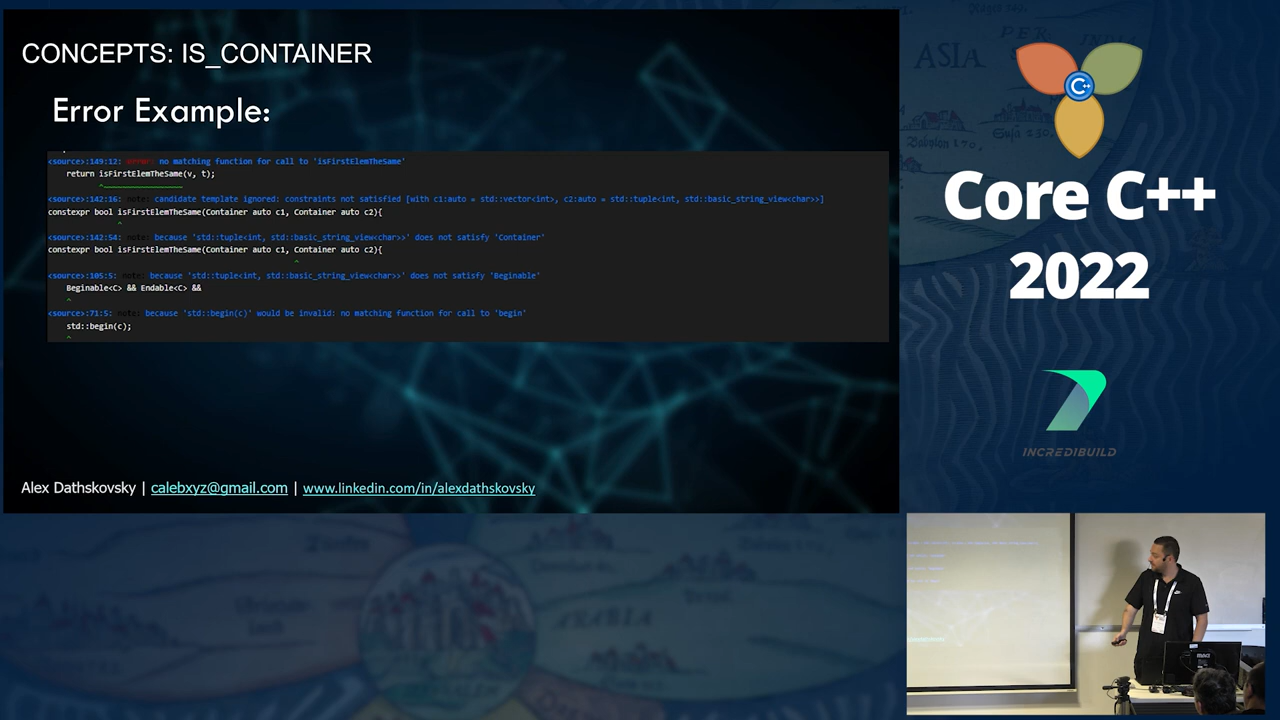 CONCEPTS: IS_CONTAINER
Error Example:
<source>:149:12: error: no matching function for call to 'isFirstElemTheSame'
return isFirstElemTheSame(v, t);
^~~~~~~~~~~~~~~~~~
<source>:142:16: note: candidate template ignored: constraints not satisfied [with c1:auto = std::vector<int>, c2:auto = std::tuple<int, std::basic_string_view<char>>]
constexpr bool isFirstElemTheSame(Container auto c1, Container auto c2){
^
<source>:142:54: note: because 'std::tuple<int, std::basic_string_view<char>>' does not satisfy 'Container'
constexpr bool isFirstElemTheSame(Container auto c1, Container auto c2){
^
<source>:105:5: note: because 'std::tuple<int, std::basic_string_view<char>>' does not satisfy 'Beginable'
Beginable<C> && Endable<C> &&
^
<source>:71:5: note: because 'std::begin(c)' would be invalid: no matching function for call to 'begin'
std::begin(c);
^
Alex Dathskovsky | calebxyz@gmail.com | www.linkedin.com/in/alexdathskovsky
C++
Core C++
2022
INCREDIBUILD
ASIA
PER
INDIA
ARABIA